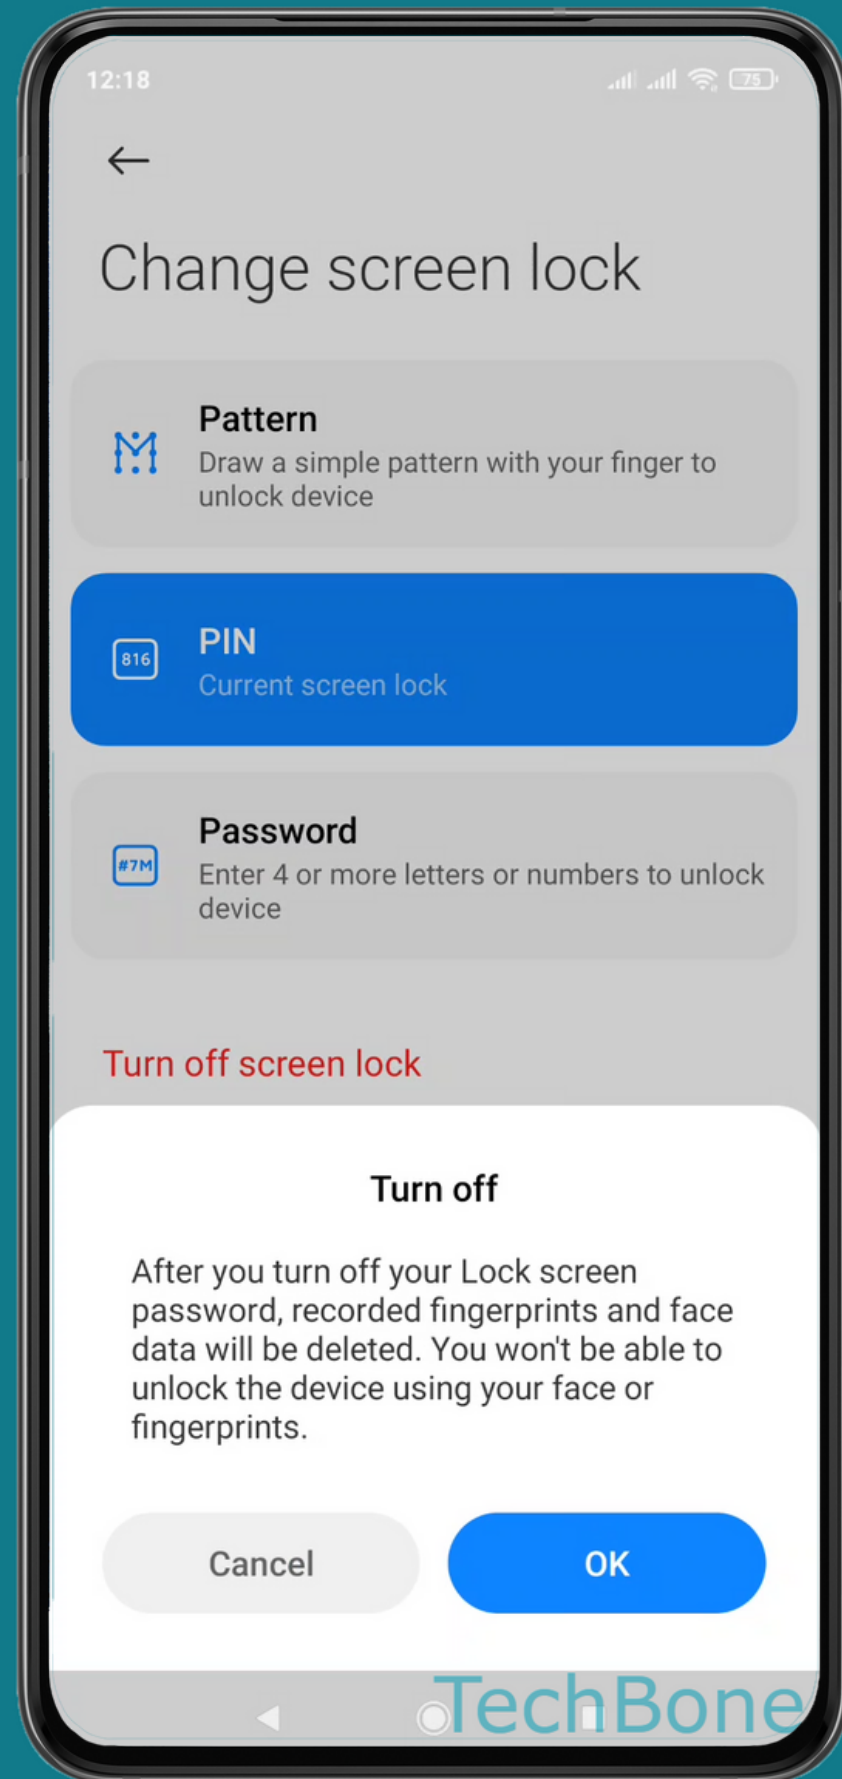 12:18
75
Change screen lock
Pattern
Draw a simple pattern with your finger to
unlock device
816
PIN
Current screen lock
Password
#7M
Enter 4 or more letters or numbers to unlock
device
Turn off screen lock
Turn off
After you turn off your Lock screen
password, recorded fingerprints and face
data will be deleted. You won't be able to
unlock the device using your face or
fingerprints.
Cancel OK
TechBone